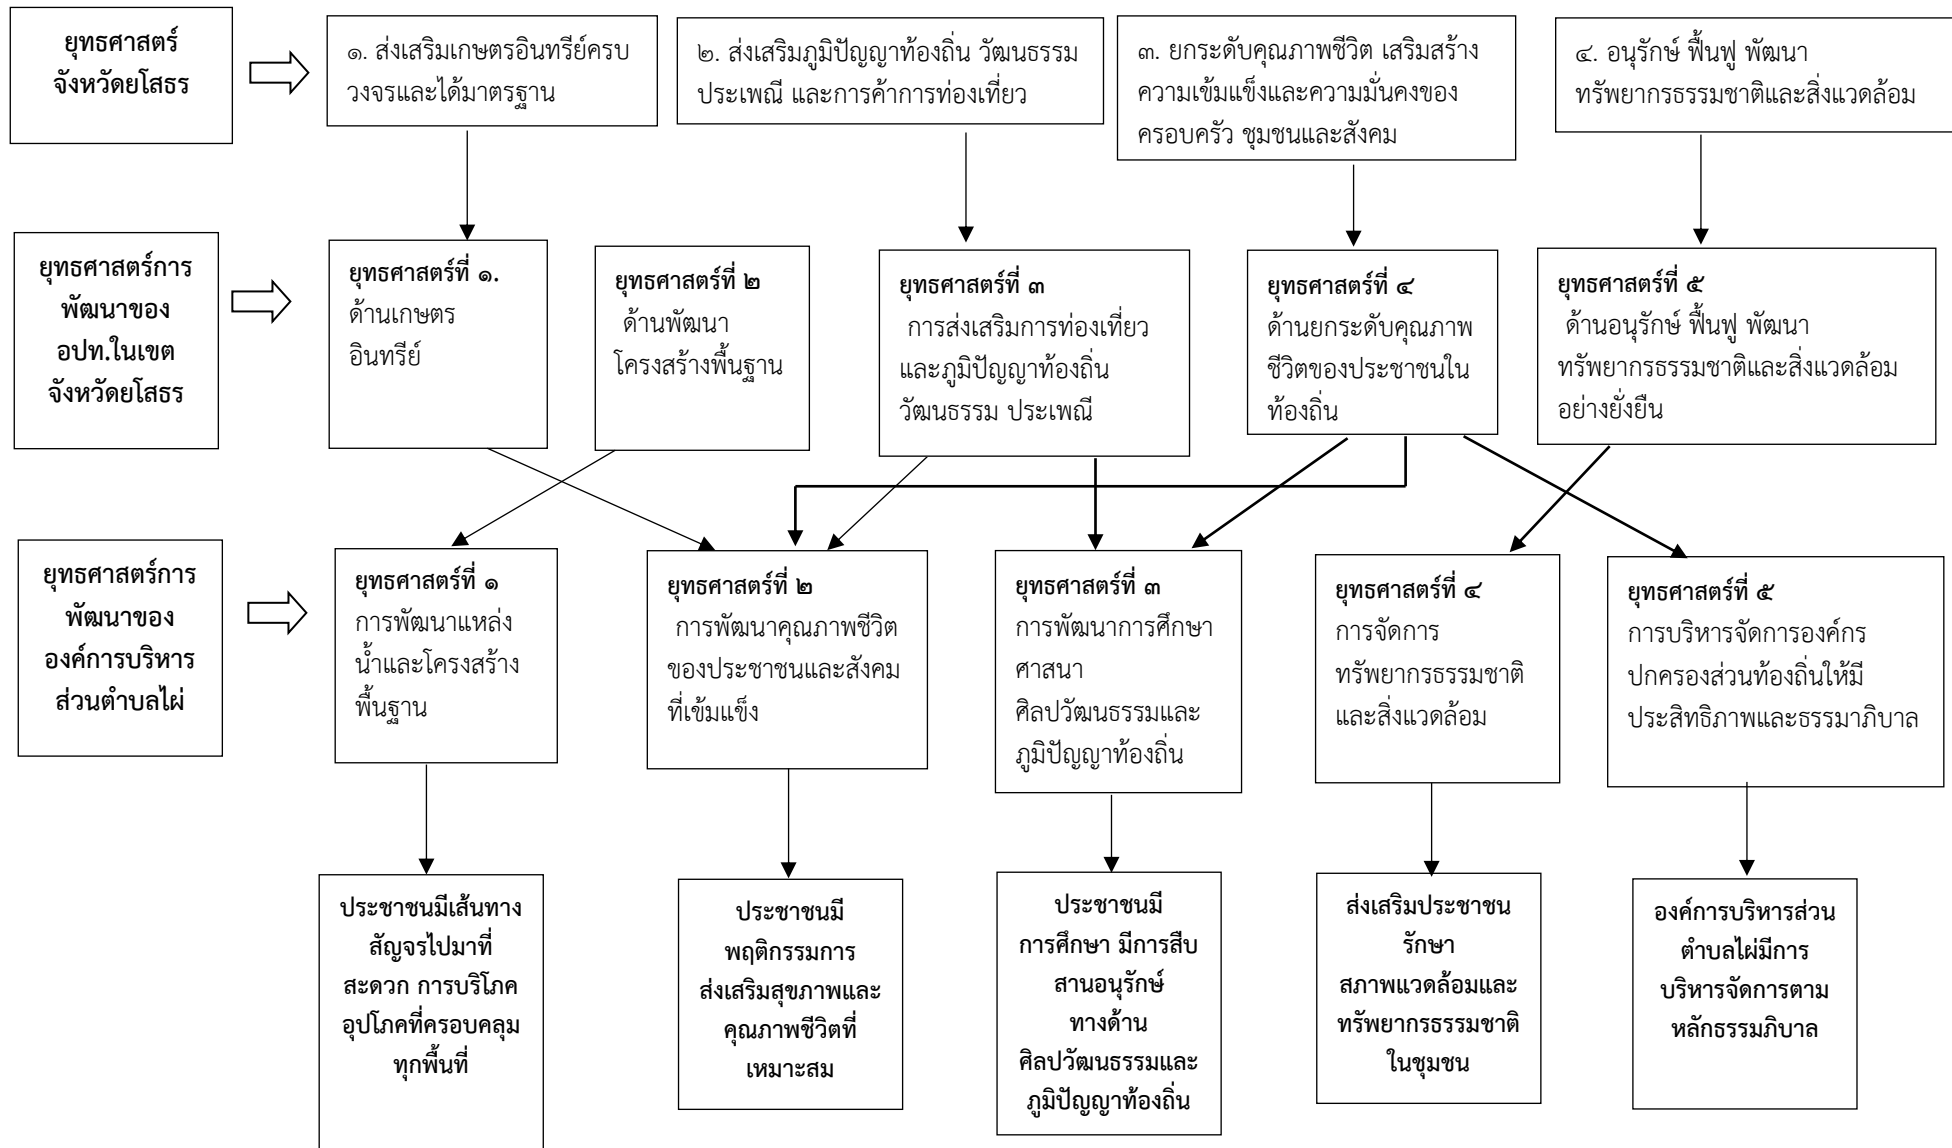 ยุทธศาสตร์
จังหวัดยโสธร
๑. ส่งเสริมเกษตรอินทรีย์ครบ
วงจรและได้มาตรฐาน
๒. ส่งเสริมภูมิปัญญาท้องถิ่น วัฒนธรรม
ประเพณี และการค้าการท่องเที่ยว
๓. ยกระดับคุณภาพชีวิต เสริมสร้าง
ความเข้มแข็งและความมั่นคงของ
ครอบครัว ชุมชนและสังคม
๔. อนุรักษ์ ฟื้นฟู พัฒนา
ทรัพยากรธรรมชาติและสิ่งแวดล้อม
ยุทธศาสตร์การ
พัฒนาของ
อปท.ในเขต
จังหวัดยโสธร
ยุทธศาสตร์ที่ ๑.
ด้านเกษตร
อินทรีย์
ยุทธศาสตร์ที่ ๒
ด้านพัฒนา
โครงสร้างพื้นฐาน
ยุทธศาสตร์ที่ ๓
การส่งเสริมการท่องเที่ยว
และภูมิปัญญาท้องถิ่น
วัฒนธรรม ประเพณี
ยุทธศาสตร์ที่ ๔
ด้านยกระดับคุณภาพ
ชีวิตของประชาชนใน
ท้องถิ่น
ยุทธศาสตร์ที่ ๕
ด้านอนุรักษ์ ฟื้นฟู พัฒนา
ทรัพยากรธรรมชาติและสิ่งแวดล้อม
อย่างยั่งยืน
ยุทธศาสตร์การ
พัฒนาของ
องค์การบริหาร
ส่วนตำบลไผ่
ยุทธศาสตร์ที่ ๑
การพัฒนาแหล่ง
น้ำและโครงสร้าง
พื้นฐาน
ยุทธศาสตร์ที่ ๒
การพัฒนาคุณภาพชีวิต
ของประชาชนและสังคม
ที่เข้มแข็ง
ยุทธศาสตร์ที่ ๓
การพัฒนาการศึกษา
ศาสนา
ศิลปวัฒนธรรมและ
ภูมิปัญญาท้องถิ่น
ยุทธศาสตร์ที่ ๔
การจัดการ
ทรัพยากรธรรมชาติ
และสิ่งแวดล้อม
ยุทธศาสตร์ที่ ๕
การบริหารจัดการองค์กร
ปกครองส่วนท้องถิ่นให้มี
ประสิทธิภาพและธรรมาภิบาล
ประชาชนมีเส้นทาง
สัญจรไปมาที่
สะดวก การบริโภค
อุปโภคที่ครอบคลุม
ทุกพื้นที่
ประชาชนมี
พฤติกรรมการ
ส่งเสริมสุขภาพและ
คุณภาพชีวิตที่
เหมาะสม
ประชาชนมี
การศึกษา มีการสืบ
สานอนุรักษ์
ทางด้าน
ศิลปวัฒนธรรมและ
ภูมิปัญญาท้องถิ่น
ส่งเสริมประชาชน
รักษา
สภาพแวดล้อมและ
ทรัพยากรธรรมชาติ
ในชุมชน
องค์การบริหารส่วน
ตำบลไผ่มีการ
บริหารจัดการตาม
หลักธรรมภิบาล